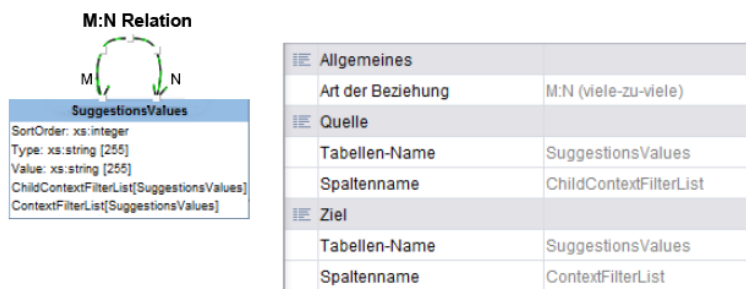 M:N Relation
M
N
SuggestionsValues
SortOrder: xs:integer
Type: xs:string [255]
Value: xs:string [255]
ChildContextFilterList[SuggestionsValues]
ContextFilterList[SuggestionsValues]
Allgemeines
Art der Beziehung M:N (viele-zu-viele)
Quelle
Tabellen-Name SuggestionsValues
Spaltenname ChildContextFilterList
Ziel
Tabellen-Name SuggestionsValues
Spaltenname ContextFilterList